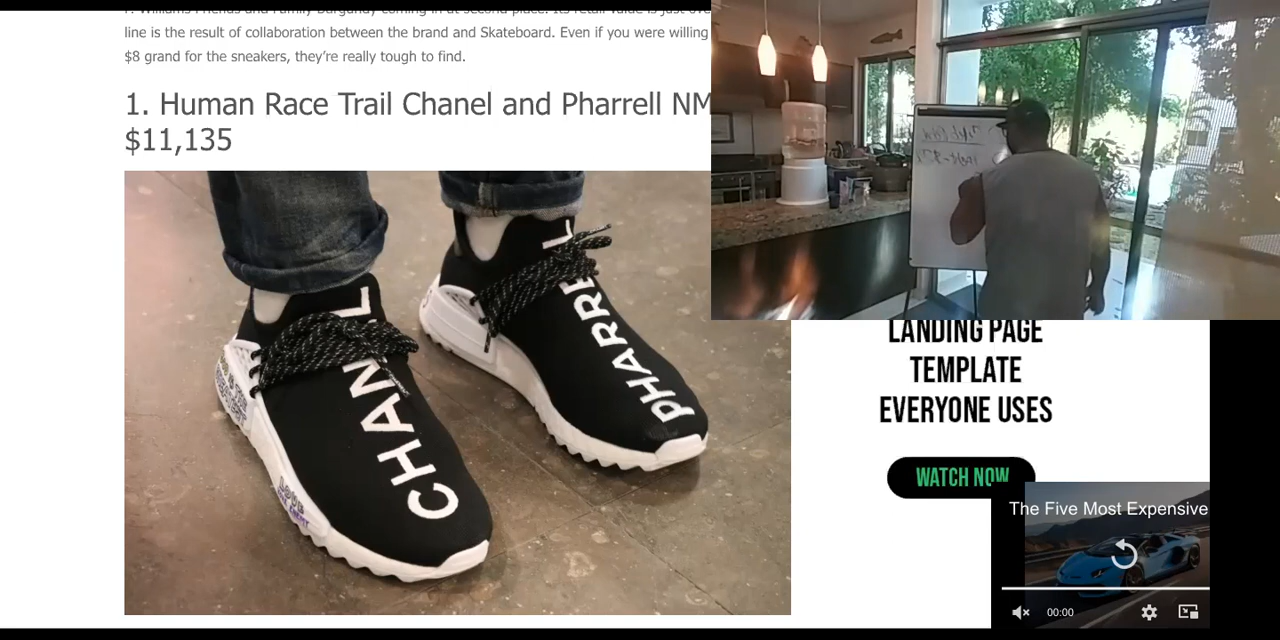 line is the result of collaboration between the brand and Skateboard. Even if you were willing
$8 grand for the sneakers, they’re really tough to find.
1. Human Race Trail Chanel and Pharrell NM
$11,135
CHANEL
PHARREL
LANDING PAGE
TEMPLATE
EVERYONE USES
WATCH NOW
The Five Most Expensive
00:00